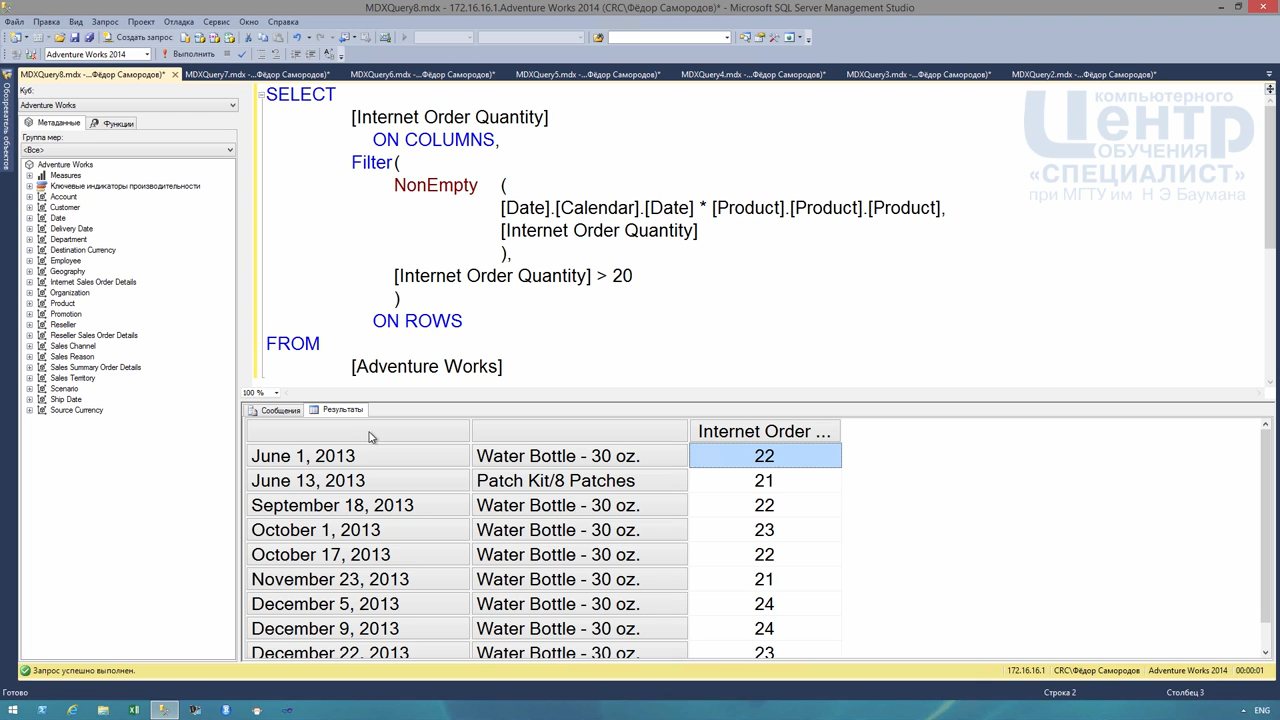 MDXQuery8.mdx - 172.16.16.1.Adventure Works 2014 (CRC\Фёдор Самородов)* - Microsoft SQL Server Management Studio
Файл Правка Вид Запрос Проект Отладка Сервис Окно Справка
Создать запрос
Adventure Works 2014 Выполнить
MDXQuery8.mdx -...Фёдор Самородов)* MDXQuery7.mdx -...Фёдор Самородов)* MDXQuery6.mdx -...Фёдор Самородов)* MDXQuery5.mdx -...Фёдор Самородов)* MDXQuery4.mdx -...Фёдор Самородов)* MDXQuery3.mdx -...Фёдор Самородов)* MDXQuery2.mdx -...Фёдор Самородов)*
Обозреватель объектов
Куб:
Adventure Works
Метаданные Функции
Группа мер:
<Все>
Adventure Works
Measures
Ключевые индикаторы производительности
Account
Customer
Date
Delivery Date
Department
Destination Currency
Employee
Geography
Internet Sales Order Details
Organization
Product
Promotion
Reseller
Reseller Sales Order Details
Sales Channel
Sales Reason
Sales Summary Order Details
Sales Territory
Scenario
Ship Date
Source Currency
SELECT
[Internet Order Quantity]
ON COLUMNS,
Filter(
NonEmpty (
[Date].[Calendar].[Date] * [Product].[Product].[Product],
[Internet Order Quantity]
),
[Internet Order Quantity] > 20
)
ON ROWS
FROM
[Adventure Works]
компьютерного
Центр
ОБУЧЕНИЯ
«СПЕЦИАЛИСТ»
при МГТУ им Н Э Баумана
100 %
Сообщения Результаты
Internet Order ...
June 1, 2013 Water Bottle - 30 oz. 22
June 13, 2013 Patch Kit/8 Patches 21
September 18, 2013 Water Bottle - 30 oz. 22
October 1, 2013 Water Bottle - 30 oz. 23
October 17, 2013 Water Bottle - 30 oz. 22
November 23, 2013 Water Bottle - 30 oz. 21
December 5, 2013 Water Bottle - 30 oz. 24
December 9, 2013 Water Bottle - 30 oz. 24
December 22, 2013 Water Bottle - 30 oz. 23
Запрос успешно выполнен. 172.16.16.1 CRC\Фёдор Самородов Adventure Works 2014 00:00:01
Готово Строка 2 Столбец 3
ENG